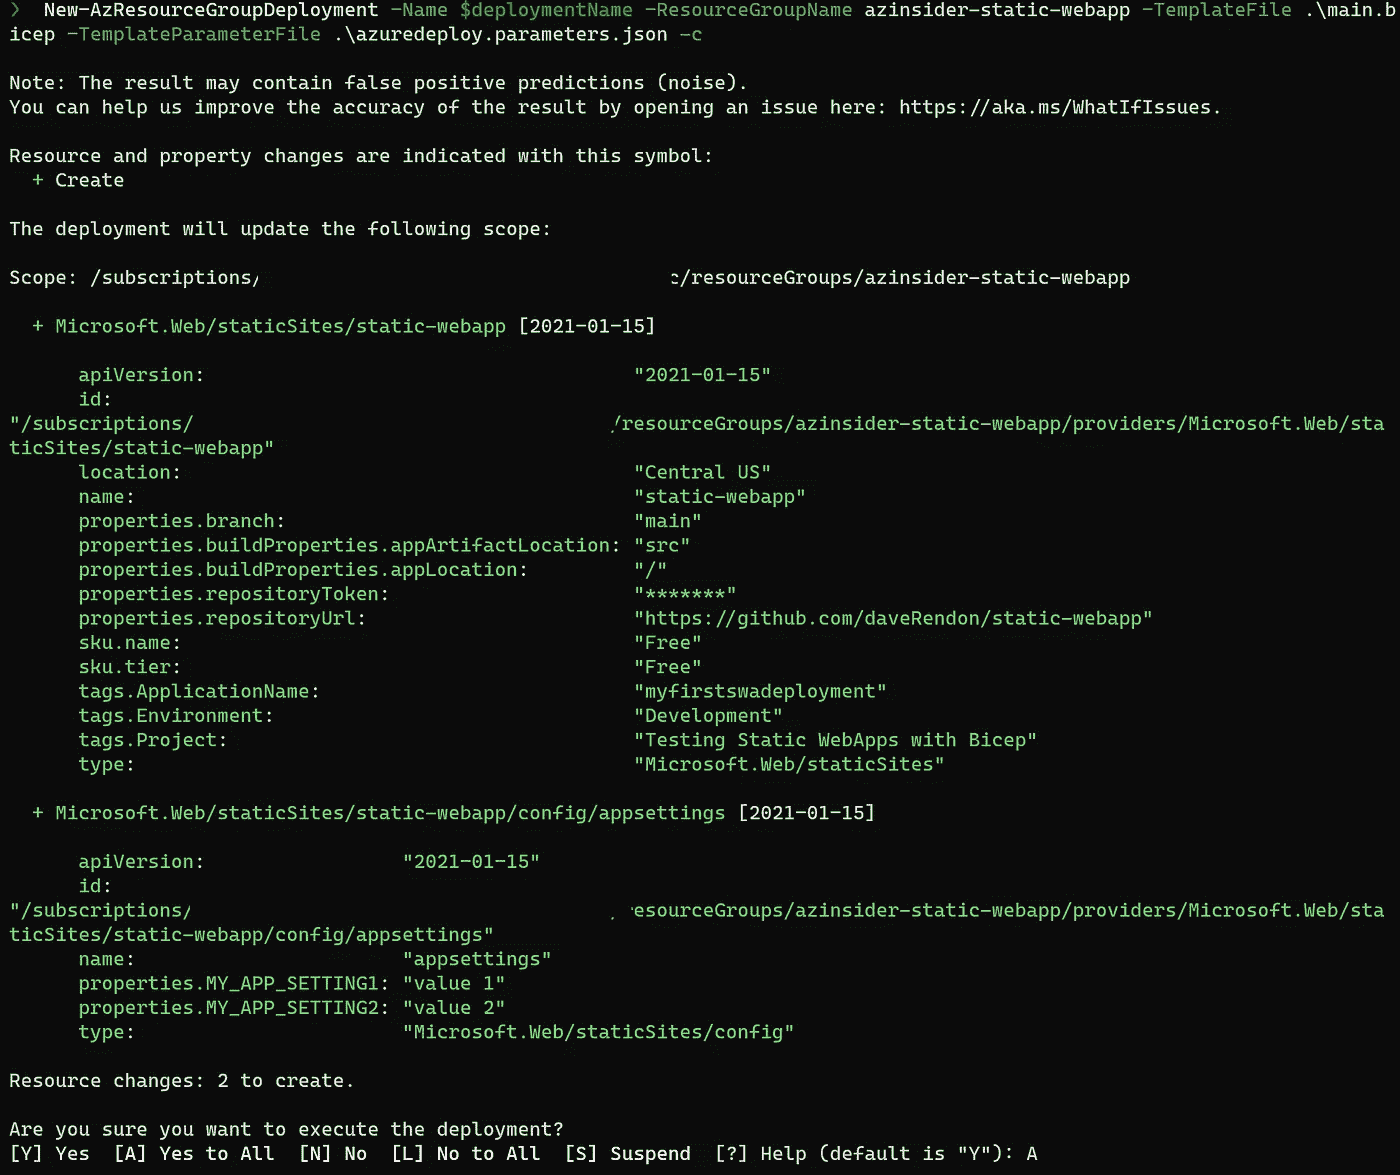 ❯ New-AzResourceGroupDeployment -Name $deploymentName -ResourceGroupName azinsider-static-webapp -TemplateFile .\main.b
icep -TemplateParameterFile .\azuredeploy.parameters.json -c
Note: The result may contain false positive predictions (noise).
You can help us improve the accuracy of the result by opening an issue here: https://aka.ms/WhatIfIssues.
Resource and property changes are indicated with this symbol:
+ Create
The deployment will update the following scope:
Scope: /subscriptions/ c/resourceGroups/azinsider-static-webapp
+ Microsoft.Web/staticSites/static-webapp [2021-01-15]
apiVersion: "2021-01-15"
id:
"/subscriptions/ /resourceGroups/azinsider-static-webapp/providers/Microsoft.Web/sta
ticSites/static-webapp"
location: "Central US"
name: "static-webapp"
properties.branch: "main"
properties.buildProperties.appArtifactLocation: "src"
properties.buildProperties.appLocation: "/"
properties.repositoryToken: "*******"
properties.repositoryUrl: "https://github.com/daveRendon/static-webapp"
sku.name: "Free"
sku.tier: "Free"
tags.ApplicationName: "myfirstswadeployment"
tags.Environment: "Development"
tags.Project: "Testing Static WebApps with Bicep"
type: "Microsoft.Web/staticSites"
+ Microsoft.Web/staticSites/static-webapp/config/appsettings [2021-01-15]
apiVersion: "2021-01-15"
id:
"/subscriptions/ esourceGroups/azinsider-static-webapp/providers/Microsoft.Web/sta
ticSites/static-webapp/config/appsettings"
name: "appsettings"
properties.MY_APP_SETTING1: "value 1"
properties.MY_APP_SETTING2: "value 2"
type: "Microsoft.Web/staticSites/config"
Resource changes: 2 to create.
Are you sure you want to execute the deployment?
[Y] Yes [A] Yes to All [N] No [L] No to All [S] Suspend [?] Help (default is "Y"): A